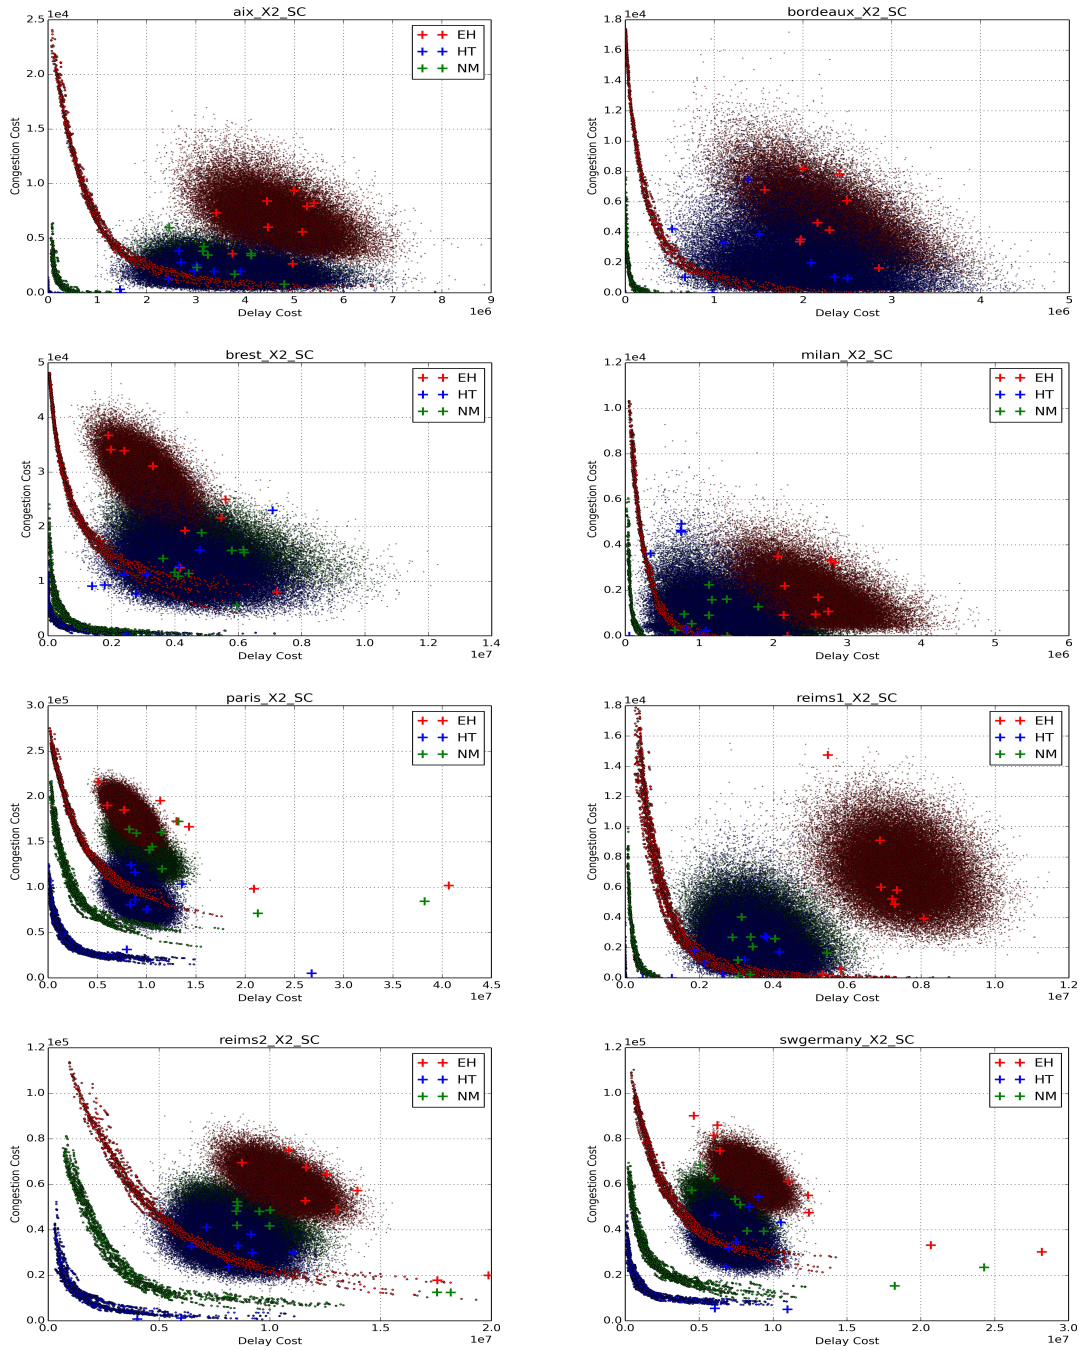 aix_X2_SC
1e4
2.5
2.0
1.5
1.0
0.5
0.0
Congestion Cost
EH
HT
NM
0 1 2 3 4 5 6 7 8 9
Delay Cost
1e6
bordeaux_X2_SC
1e4
1.8
1.6
1.4
1.2
1.0
0.8
0.6
0.4
0.2
0.0
Congestion Cost
EH
HT
NM
0 1 2 3 4 5
Delay Cost
1e6
brest_X2_SC
1e4
5
4
3
2
1
0
Congestion Cost
EH
HT
NM
0.0 0.2 0.4 0.6 0.8 1.0 1.2 1.4
Delay Cost
1e7
milan_X2_SC
1e4
1.2
1.0
0.8
0.6
0.4
0.2
0.0
Congestion Cost
EH
HT
NM
0 1 2 3 4 5 6
Delay Cost
1e6
paris_X2_SC
1e5
3.0
2.5
2.0
1.5
1.0
0.5
0.0
Congestion Cost
EH
HT
NM
0.0 0.5 1.0 1.5 2.0 2.5 3.0 3.5 4.0 4.5
Delay Cost
1e7
reims1_X2_SC
1e4
1.8
1.6
1.4
1.2
1.0
0.8
0.6
0.4
0.2
0.0
Congestion Cost
EH
HT
NM
0.0 0.2 0.4 0.6 0.8 1.0 1.2
Delay Cost
1e7
reims2_X2_SC
1e5
1.2
1.0
0.8
0.6
0.4
0.2
0.0
Congestion Cost
EH
HT
NM
0.0 0.5 1.0 1.5 2.0
Delay Cost
1e7
swgermany_X2_SC
1e5
1.2
1.0
0.8
0.6
0.4
0.2
0.0
Congestion Cost
EH
HT
NM
0.0 0.5 1.0 1.5 2.0 2.5 3.0
Delay Cost
1e7